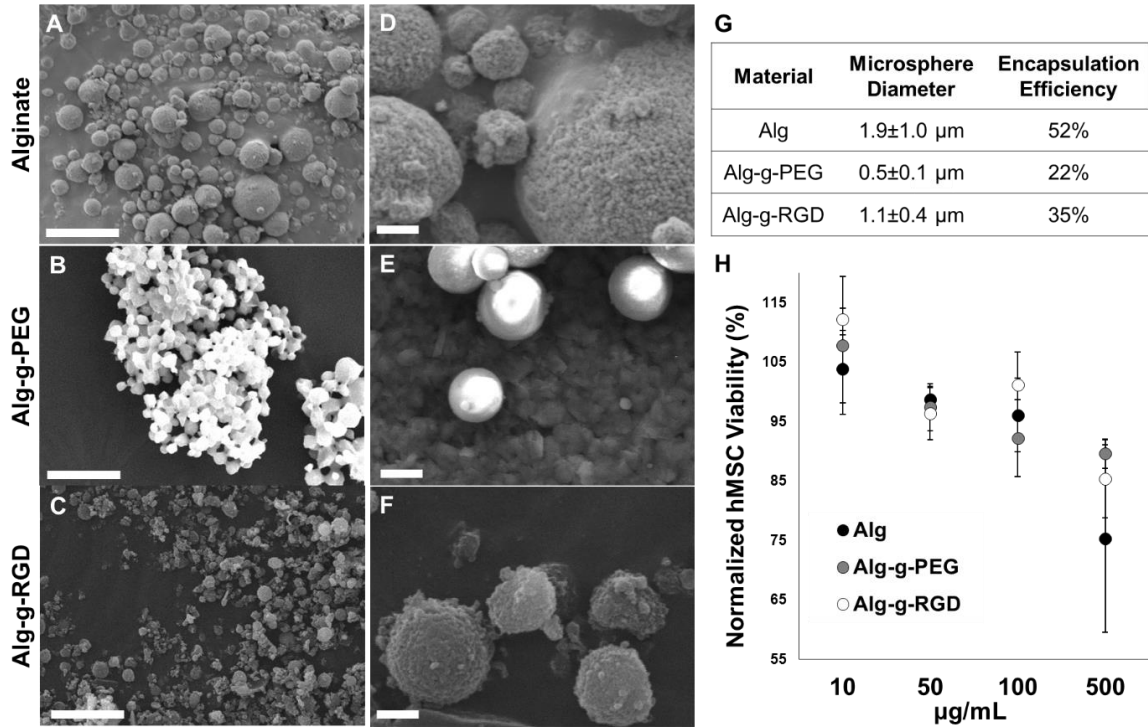 A
D
Alginate
B
E
Alg-g-PEG
C
F
Alg-g-RGD
G
Material Microsphere Diameter Encapsulation Efficiency
Alg 1.9±1.0 µm 52%
Alg-g-PEG 0.5±0.1 µm 22%
Alg-g-RGD 1.1±0.4 µm 35%
H
Normalized hMSC Viability (%)
115
105
95
85
75
65
55
Alg
Alg-g-PEG
Alg-g-RGD
10 50 100 500
µg/mL